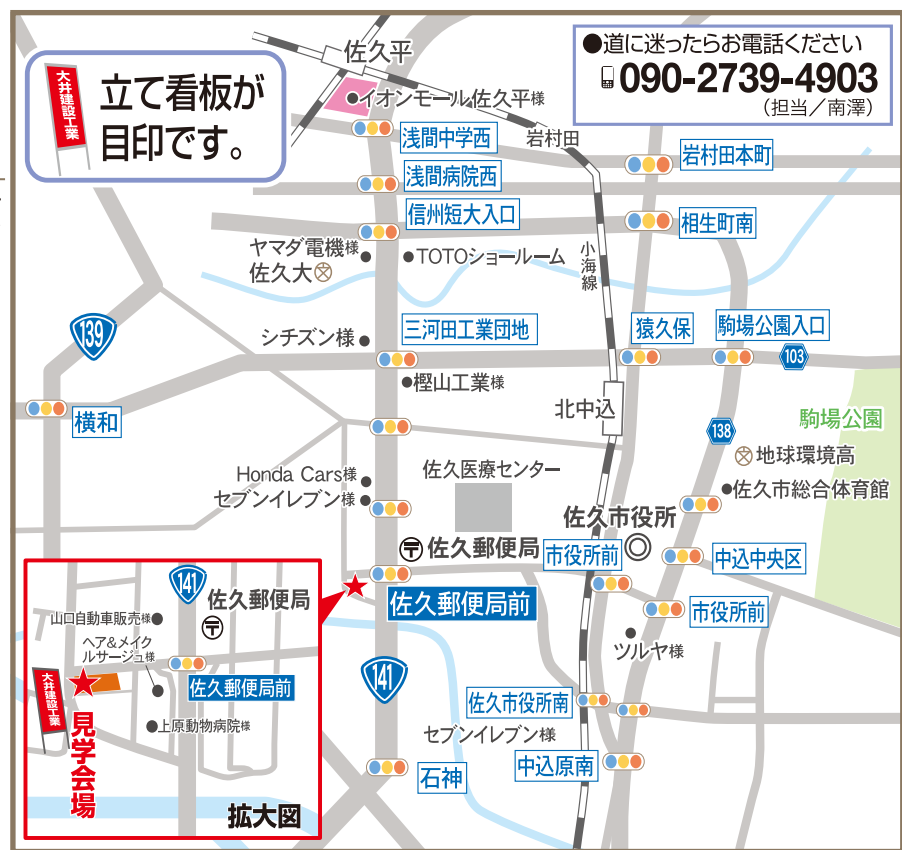 大井建設工業
立て看板が
目印です。
●道に迷ったらお電話ください
090-2739-4903
(担当/南澤)
佐久平
イオンモール佐久平様
浅間中学西
岩村田
岩村田本町
浅間病院西
信州短大入口
相生町南
ヤマダ電機様
佐久大
TOTOショールーム
小海線
139
シチズン様
三河田工業団地
猿久保
駒場公園入口
103
樫山工業様
横和
北中込
駒場公園
138
地球環境高
Honda Cars様
セブンイレブン様
佐久医療センター
佐久市総合体育館
佐久市役所
佐久郵便局
市役所前
中込中央区
佐久郵便局前
市役所前
ツルヤ様
141
佐久市役所南
セブンイレブン様
中込原南
石神
141
佐久郵便局
山口自動車販売様
ヘア&メイク
ルサージュ様
佐久郵便局前
大井建設工業
上原動物病院様
見学会場
拡大図